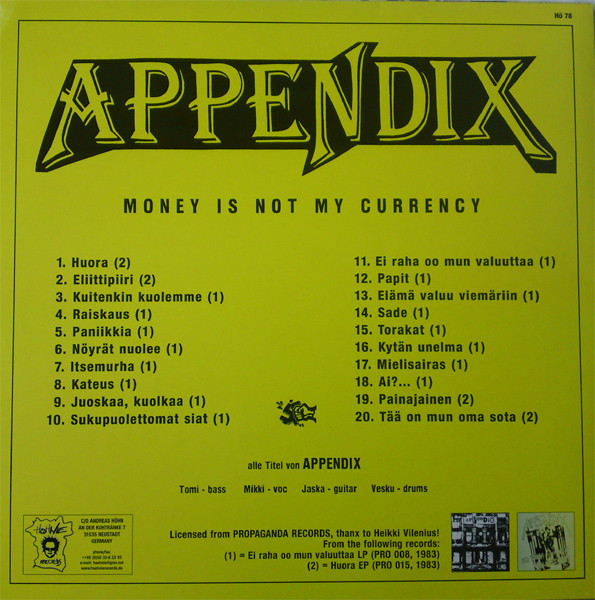 Hö 78
APPENDIX
MONEY IS NOT MY CURRENCY
1. Huora (2)
2. Eliittipiiri (2)
3. Kuitenkin kuolemme (1)
4. Raiskaus (1)
5. Paniikkia (1)
6. Nöyrät nuolee (1)
7. Itsemurha (1)
8. Kateus (1)
9. Juoskaa, kuolkaa (1)
10. Sukupuolettomat siat (1)
11. Ei raha oo mun valuuttaa (1)
12. Papit (1)
13. Elämä valuu viemäriin (1)
14. Sade (1)
15. Torakat (1)
16. Kytän unelma (1)
17. Mielisairas (1)
18. Ai?... (1)
19. Painajainen (2)
20. Tää on mun oma sota (2)
alle Titel von APPENDIX
Tomi - bass Mikki - voc Jaska - guitar Vesku - drums
HÖHNIE
records
C/O ANDREAS HÖHN
AN DER KUHTRÄNKE 7
31535 NEUSTADT
GERMANY
phone/fax
Licensed from PROPAGANDA RECORDS, thanx to Heikki Vilenius!
From the following records:
(1) = Ei raha oo mun valuuttaa LP (PRO 008, 1983)
(2) = Huora EP (PRO 015, 1983)
APPENDIX